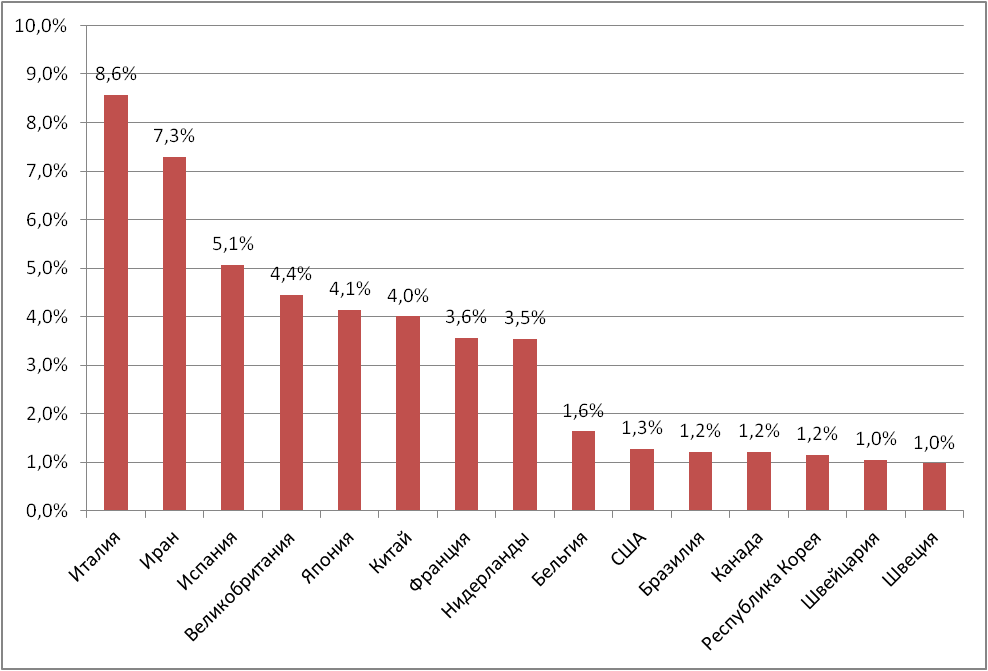 10,0%
9,0%
8,0%
7,0%
6,0%
5,0%
4,0%
3,0%
2,0%
1,0%
0,0%
8,6%
7,3%
5,1%
4,4%
4,1%
4,0%
3,6%
3,5%
1,6%
1,3%
1,2%
1,2%
1,2%
1,0%
1,0%
Италия
Иран
Испания
Великобритания
Япония
Китай
Франция
Нидерланды
Бельгия
США
Бразилия
Канада
Республика Корея
Швейцария
Швеция